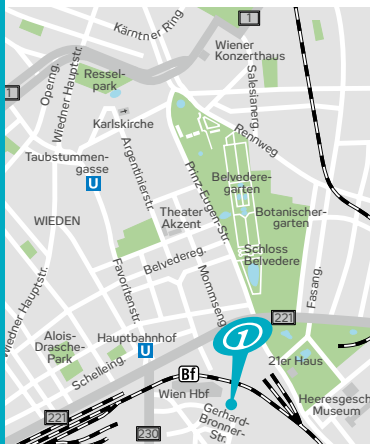 1
Kärntner Ring
Wiener
Konzerthaus
Operng.
Wiedner Hauptstr.
Ressel-
park
Salesianerg.
1
Karlskirche
Rennweg
Taubstummen-
gasse
U
Argentinierstr.
Prinz-Eugen-Str.
Belvedere-
garten
WIEDEN
Theater
Akzent
Botanischer-
garten
Belvedereg.
Schloss
Belvedere
Wiedner Hauptstr.
Favoritenstr.
Mommseng.
Fasang.
221
Alois-
Drasche-
Park
Hauptbahnhof
U
i
21er Haus
Schelleing.
Bf
Wien Hbf
Gerhard-
Bronner-
Str.
Heeresgesch
Museum
221
230